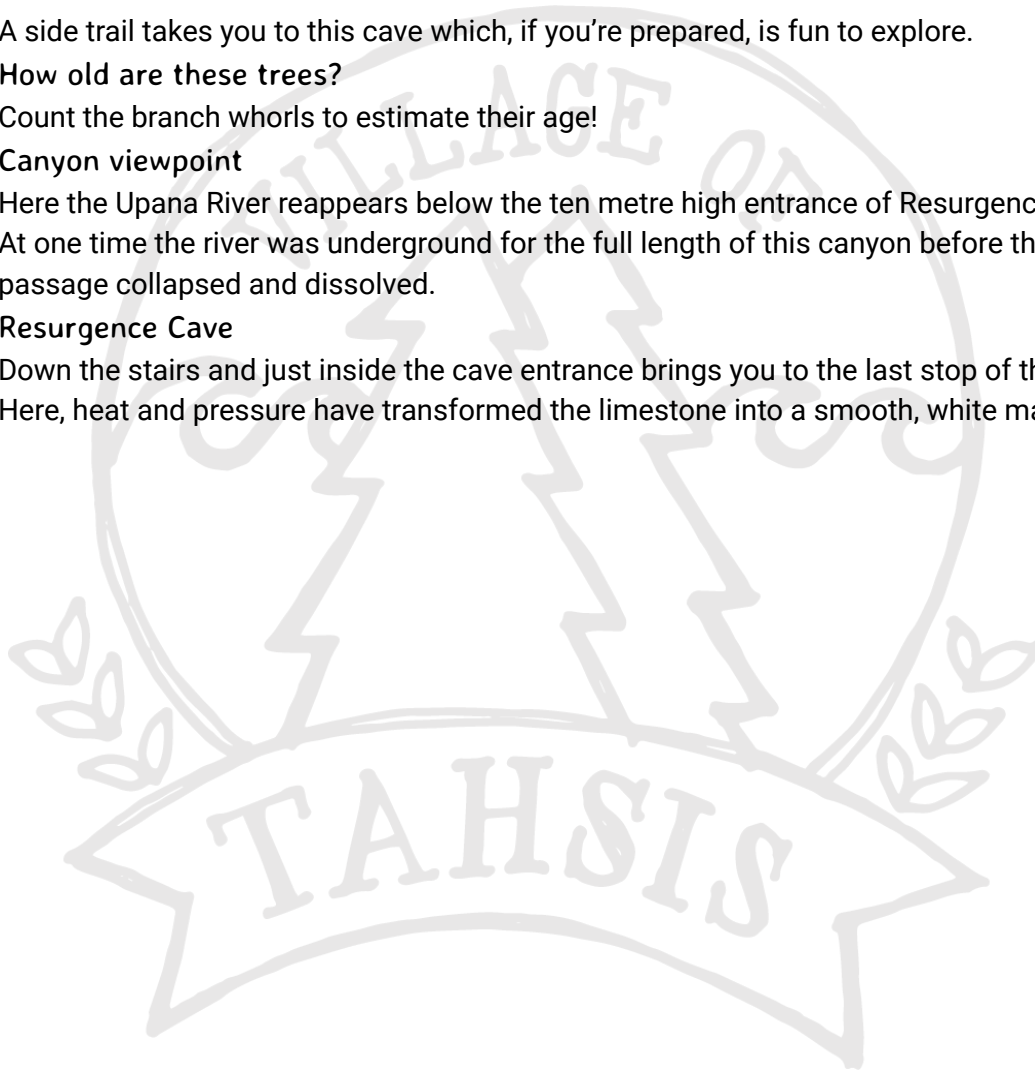 A side trail takes you to this cave which, if you're prepared, is fun to explore.
How old are these trees?
Count the branch whorls to estimate their age!
Canyon viewpoint
Here the Upana River reappears below the ten metre high entrance of Resurgenc
At one time the river was underground for the full length of this canyon before th
passage collapsed and dissolved.
Resurgence Cave
Down the stairs and just inside the cave entrance brings you to the last stop of th
Here, heat and pressure have transformed the limestone into a smooth, white ma
VILLAGE OF
TAHSIS